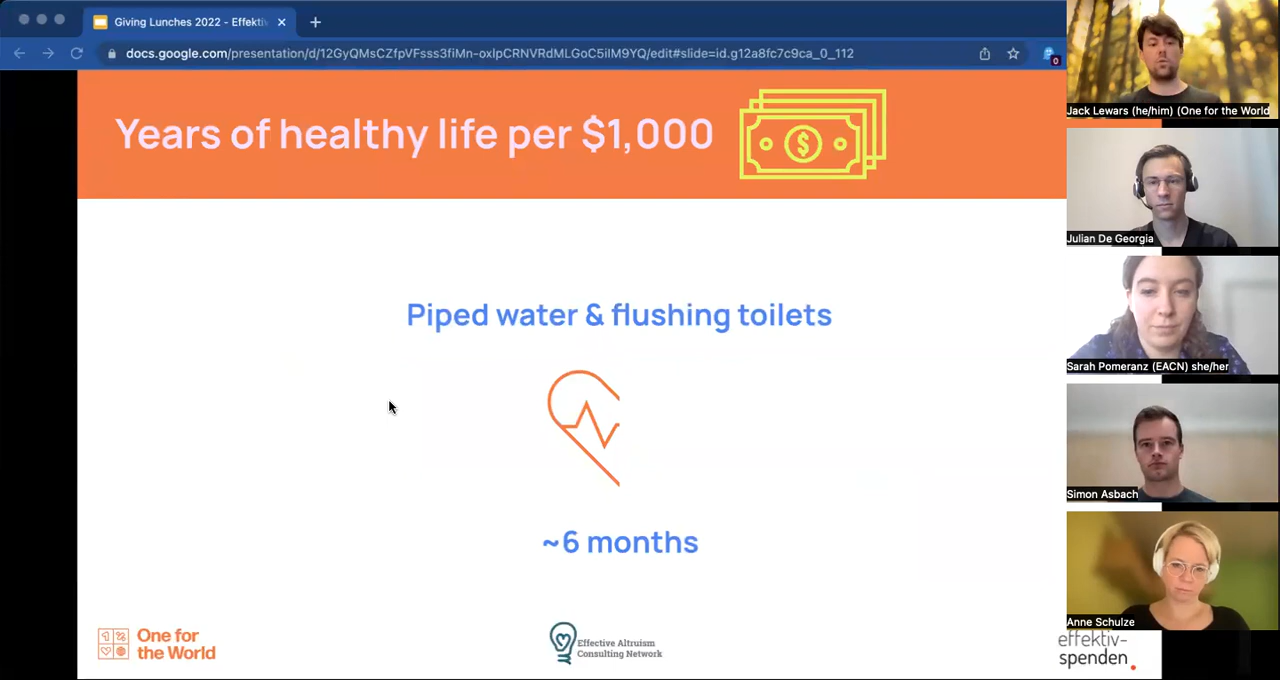 Giving Lunches 2022 - Effekti
docs.google.com/presentation/d/12GyQMsCZfpVFsss3fiMn-oxIpCRNVRdMLGoC5ilM9YQ/edit#slide=id.g12a8fc7c9ca_0_112
0
Years of healthy life per $1,000
$
Piped water & flushing toilets
~6 months
One for
the World
Effective Altruism
Consulting Network
effektiv-
spenden.
Jack Lewars (he/him) (One for the World
Julian De Georgia
Sarah Pomeranz (EACN) she/her
Simon Asbach
Anne Schulze